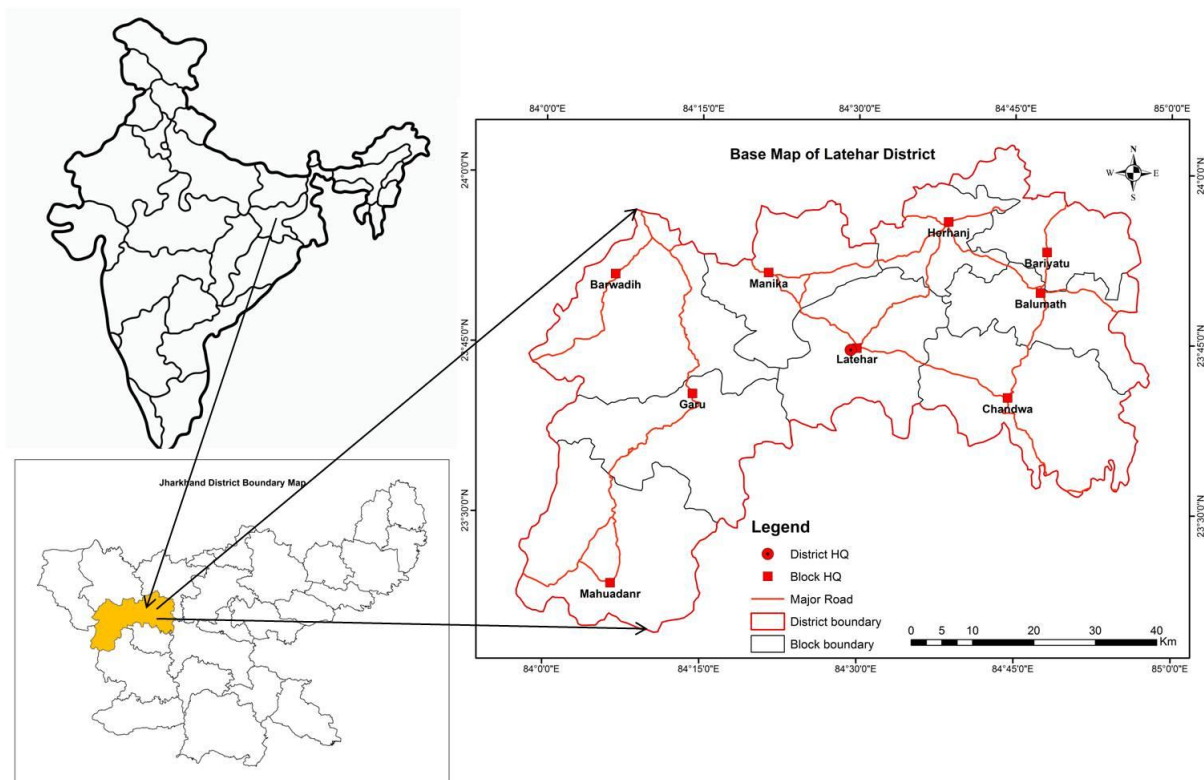 Jharkhand District Boundary Map
Base Map of Latehar District
84°0'0"E
84°15'0"E
84°30'0"E
84°45'0"E
85°0'0"E
24°0'0"N
24°0'0"N
N
W
E
S
Herhanj
Bariyatu
Barwadih
Manika
Balumath
23°45'0"N
23°45'0"N
Latehar
Garu
Chandwa
23°30'0"N
23°30'0"N
Mahuadanr
Legend
District HQ
Block HQ
Major Road
District boundary
Block boundary
0 5 10 20 30 40
Km
84°0'0"E
84°15'0"E
84°30'0"E
84°45'0"E
85°0'0"E